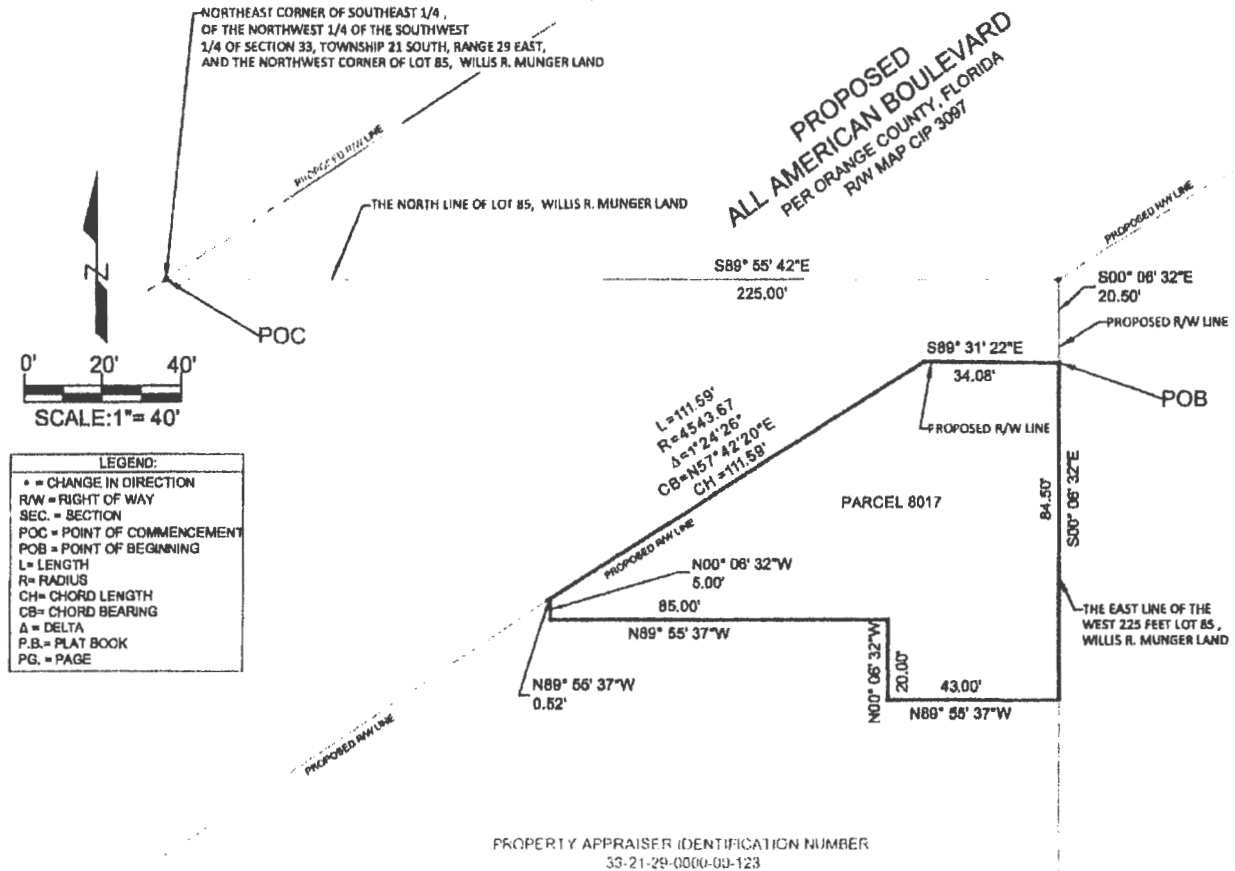 NORTHEAST CORNER OF SOUTHEAST 1/4 ,
OF THE NORTHWEST 1/4 OF THE SOUTHWEST
1/4 OF SECTION 33, TOWNSHIP 21 SOUTH, RANGE 29 EAST,
AND THE NORTHWEST CORNER OF LOT 85, WILLIS R. MUNGER LAND
PROPOSED
ALL AMERICAN BOULEVARD
PER ORANGE COUNTY, FLORIDA
R/W MAP CIP 3097
PROPOSED R/W LINE
THE NORTH LINE OF LOT 85, WILLIS R. MUNGER LAND
PROPOSED R/W LINE
N
S89° 55' 42"E
225.00'
S00° 06' 32"E
20.50'
PROPOSED R/W LINE
POC
0' 20' 40'
SCALE:1"= 40'
S89° 31' 22"E
34.08'
POB
PROPOSED R/W LINE
L=111.59'
R=4543.67
Δ=1°24'26"
CB=N57°42'20"E
CH =111.59'
LEGEND:
• = CHANGE IN DIRECTION
R/W = RIGHT OF WAY
SEC. = SECTION
POC = POINT OF COMMENCEMENT
POB = POINT OF BEGINNING
L= LENGTH
R= RADIUS
CH= CHORD LENGTH
CB= CHORD BEARING
Δ = DELTA
P.B.= PLAT BOOK
PG. = PAGE
PARCEL 8017
84.50'
S00° 06' 32"E
PROPOSED R/W LINE
N00° 06' 32"W
5.00'
85.00'
N89° 55' 37"W
THE EAST LINE OF THE
WEST 225 FEET LOT 85 ,
WILLIS R. MUNGER LAND
N00° 06' 32"W
20.00'
43.00'
N89° 55' 37"W
N89° 55' 37"W
0.52'
PROPOSED R/W LINE
PROPERTY APPRAISER IDENTIFICATION NUMBER
33-21-29-0000-00-123